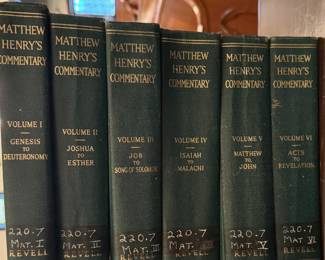 MATTHEW
HENRY'S
COMMENTARY
VOLUME I
GENESIS
TO
DEUTERONOMY
220.7
MAT. I
REVELL
MATTHEW
HENRY'S
COMMENTARY
VOLUME II
JOSHUA
TO
ESTHER
220.7
MAT. II
REVELL
MATTHEW
HENRY'S
COMMENTARY
VOLUME III
JOB
TO
SONG OF SOLOMON
220.7
MAT. III
REVELL
MATTHEW
HENRY'S
COMMENTARY
VOLUME IV
ISAIAH
TO
MALACHI
220.7
MAT.
REVELL
MATTHEW
HENRY'S
COMMENTARY
VOLUME V
MATTHEW
TO
JOHN
220.7
MAT. V
REVELL
MATTHEW
HENRY'S
COMMENTARY
VOLUME VI
ACTS
TO
REVELATION
220.7
MAT. VI
REVELL